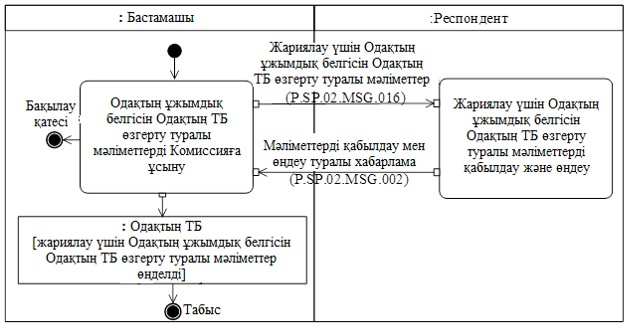 : Бастамашы
:Респондент
Жариялау үшін Одақтың
ұжымдық белгісін Одақтың
ТБ өзгерту туралы мәліметтер
(P.SP.02.MSG.016)
Одақтың ұжымдық
белгісін Одақтың ТБ
өзгерту туралы
мәліметтерді Комиссияға
ұсыну
Бақылау
қатесі
Жариялау үшін Одақтың
ұжымдық белгісін
Одақтың ТБ өзгерту
туралы мәліметтерді
қабылдау және өңдеу
Мәліметтерді қабылдау мен
өңдеу туралы хабарлама
(P.SP.02.MSG.002)
: Одақтың ТБ
[жариялау үшін Одақтың ұжымдық белгісін
Одақтың ТБ өзгерту туралы мәліметтер
өңделді]
Табыс